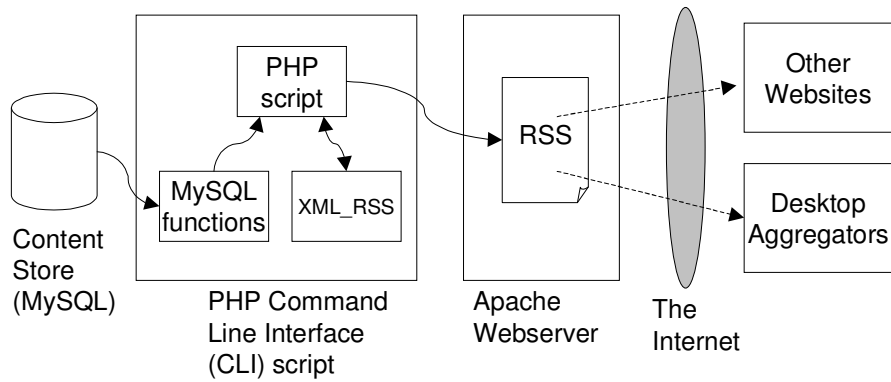 Content
Store
(MySQL)
PHP
script
MySQL
functions
XML_RSS
PHP Command
Line Interface
(CLI) script
RSS
Apache
Webserver
The
Internet
Other
Websites
Desktop
Aggregators